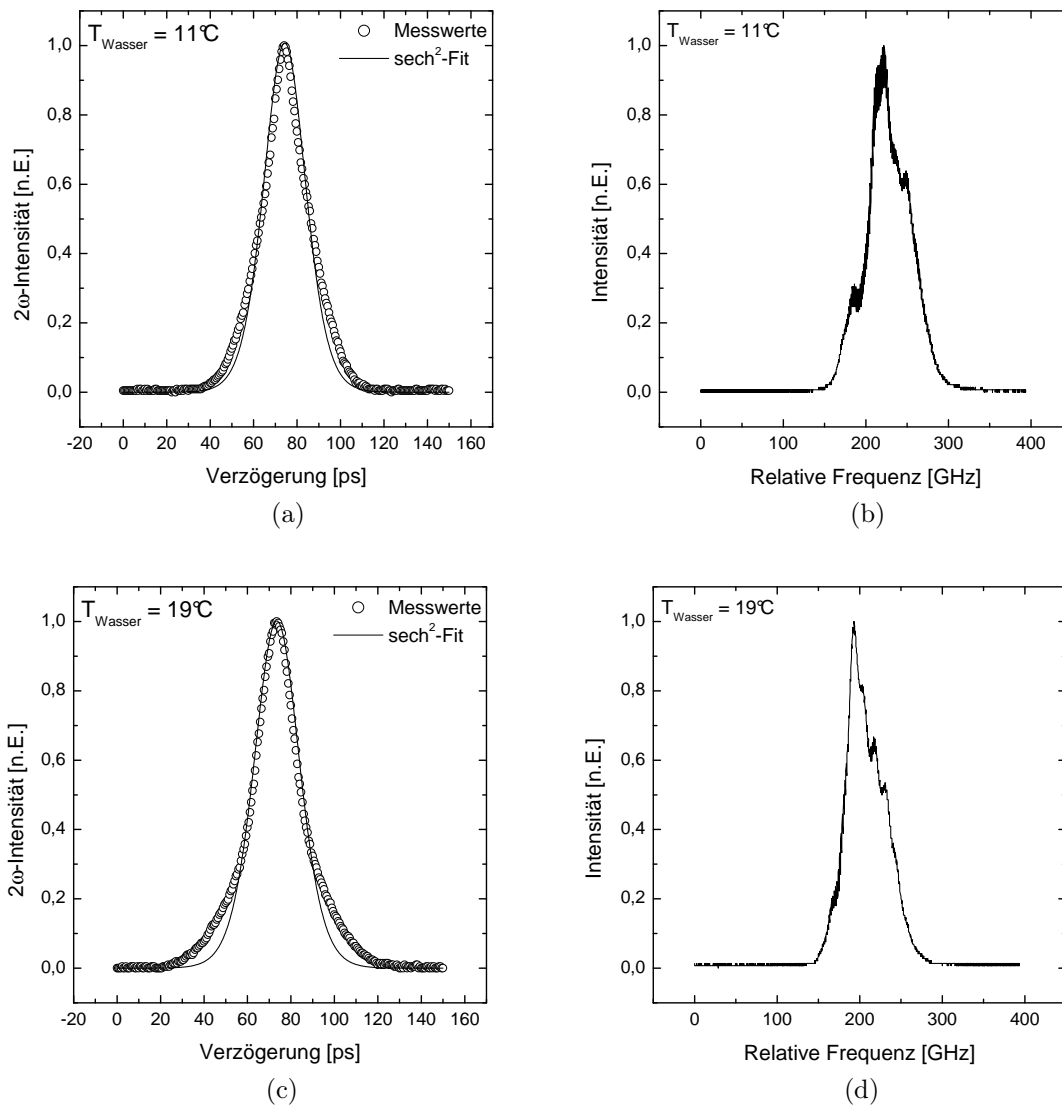 T_Wasser = 11°C
Messwerte
sech²-Fit
1,0
0,8
0,6
0,4
0,2
0,0
2ω-Intensität [n.E.]
-20 0 20 40 60 80 100 120 140 160
Verzögerung [ps]
(a)
T_Wasser = 11°C
1,0
0,8
0,6
0,4
0,2
0,0
Intensität [n.E.]
0 100 200 300 400
Relative Frequenz [GHz]
(b)
T_Wasser = 19°C
Messwerte
sech²-Fit
1,0
0,8
0,6
0,4
0,2
0,0
2ω-Intensität [n.E.]
-20 0 20 40 60 80 100 120 140 160
Verzögerung [ps]
(c)
T_Wasser = 19°C
1,0
0,8
0,6
0,4
0,2
0,0
Intensität [n.E.]
0 100 200 300 400
Relative Frequenz [GHz]
(d)